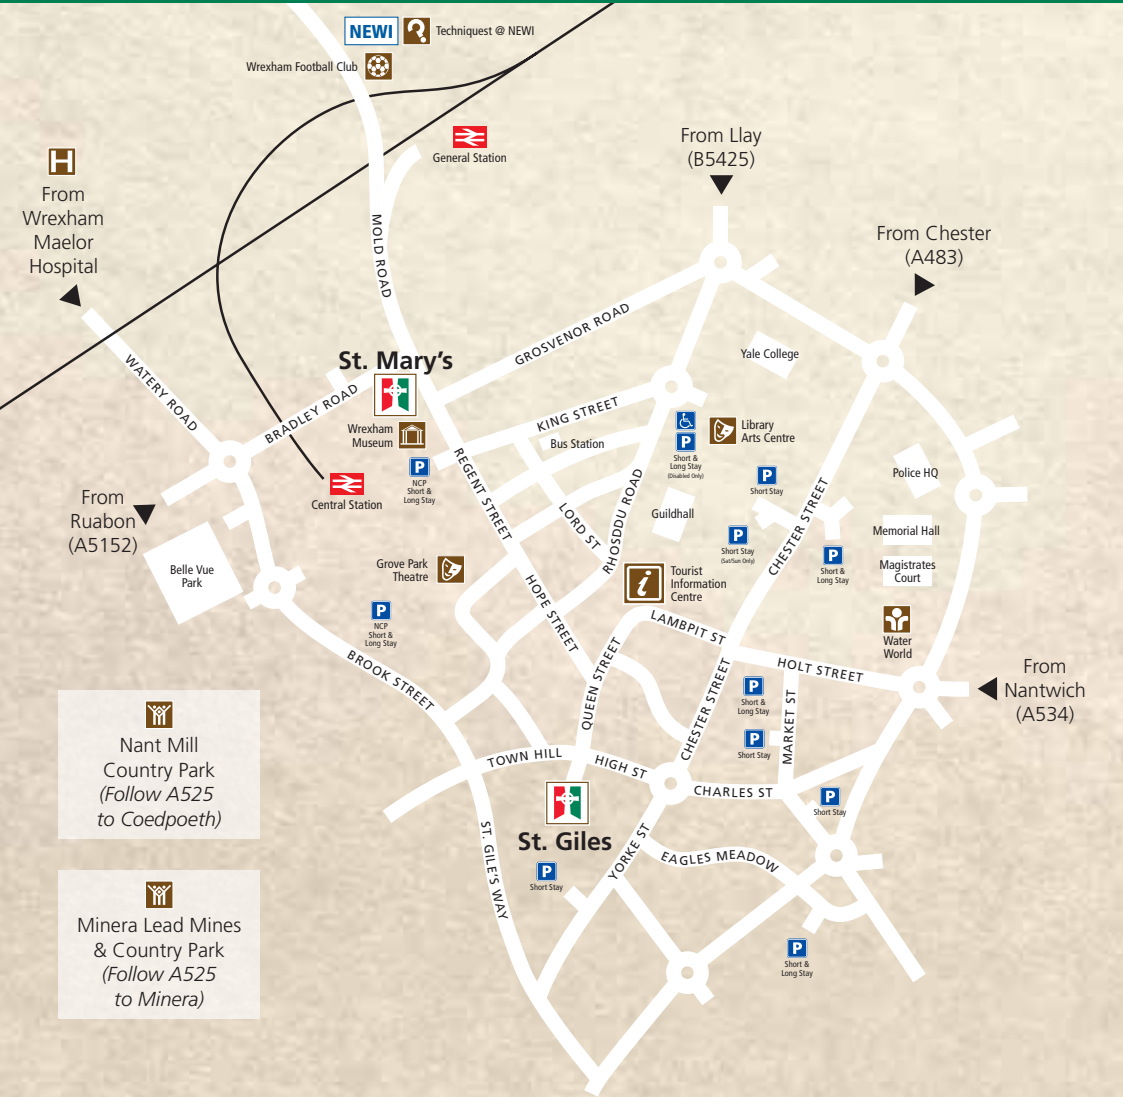 NEWI
Techniquest @ NEWI
Wrexham Football Club
General Station
From Llay
(B5425)
H
From
Wrexham
Maelor
Hospital
From Chester
(A483)
MOLD ROAD
GROSVENOR ROAD
Yale College
WATERY ROAD
BRADLEY ROAD
St. Mary's
Wrexham
Museum
KING STREET
Bus Station
P
Short &
Long Stay
(Disabled Only)
Library
Arts Centre
P
Short Stay
Police HQ
P
NCP
Short &
Long Stay
REGENT STREET
Central Station
From
Ruabon
(A5152)
LORD ST
RHOSDDU ROAD
Guildhall
CHESTER STREET
P
Short Stay
(Sat/Sun Only)
Memorial Hall
P
Short &
Long Stay
Magistrates
Court
Belle Vue
Park
Grove Park
Theatre
i
Tourist
Information
Centre
HOPE STREET
P
NCP
Short &
Long Stay
LAMBPIT ST
Water
World
BROOK STREET
QUEEN STREET
CHESTER STREET
HOLT STREET
From
Nantwich
(A534)
P
Short &
Long Stay
MARKET ST
P
Short Stay
Nant Mill
Country Park
(Follow A525
to Coedpoeth)
TOWN HILL
HIGH ST
CHARLES ST
P
Short Stay
St. Giles
ST. GILE'S WAY
YORKE ST
EAGLES MEADOW
P
Short Stay
Minera Lead Mines
& Country Park
(Follow A525
to Minera)
P
Short &
Long Stay